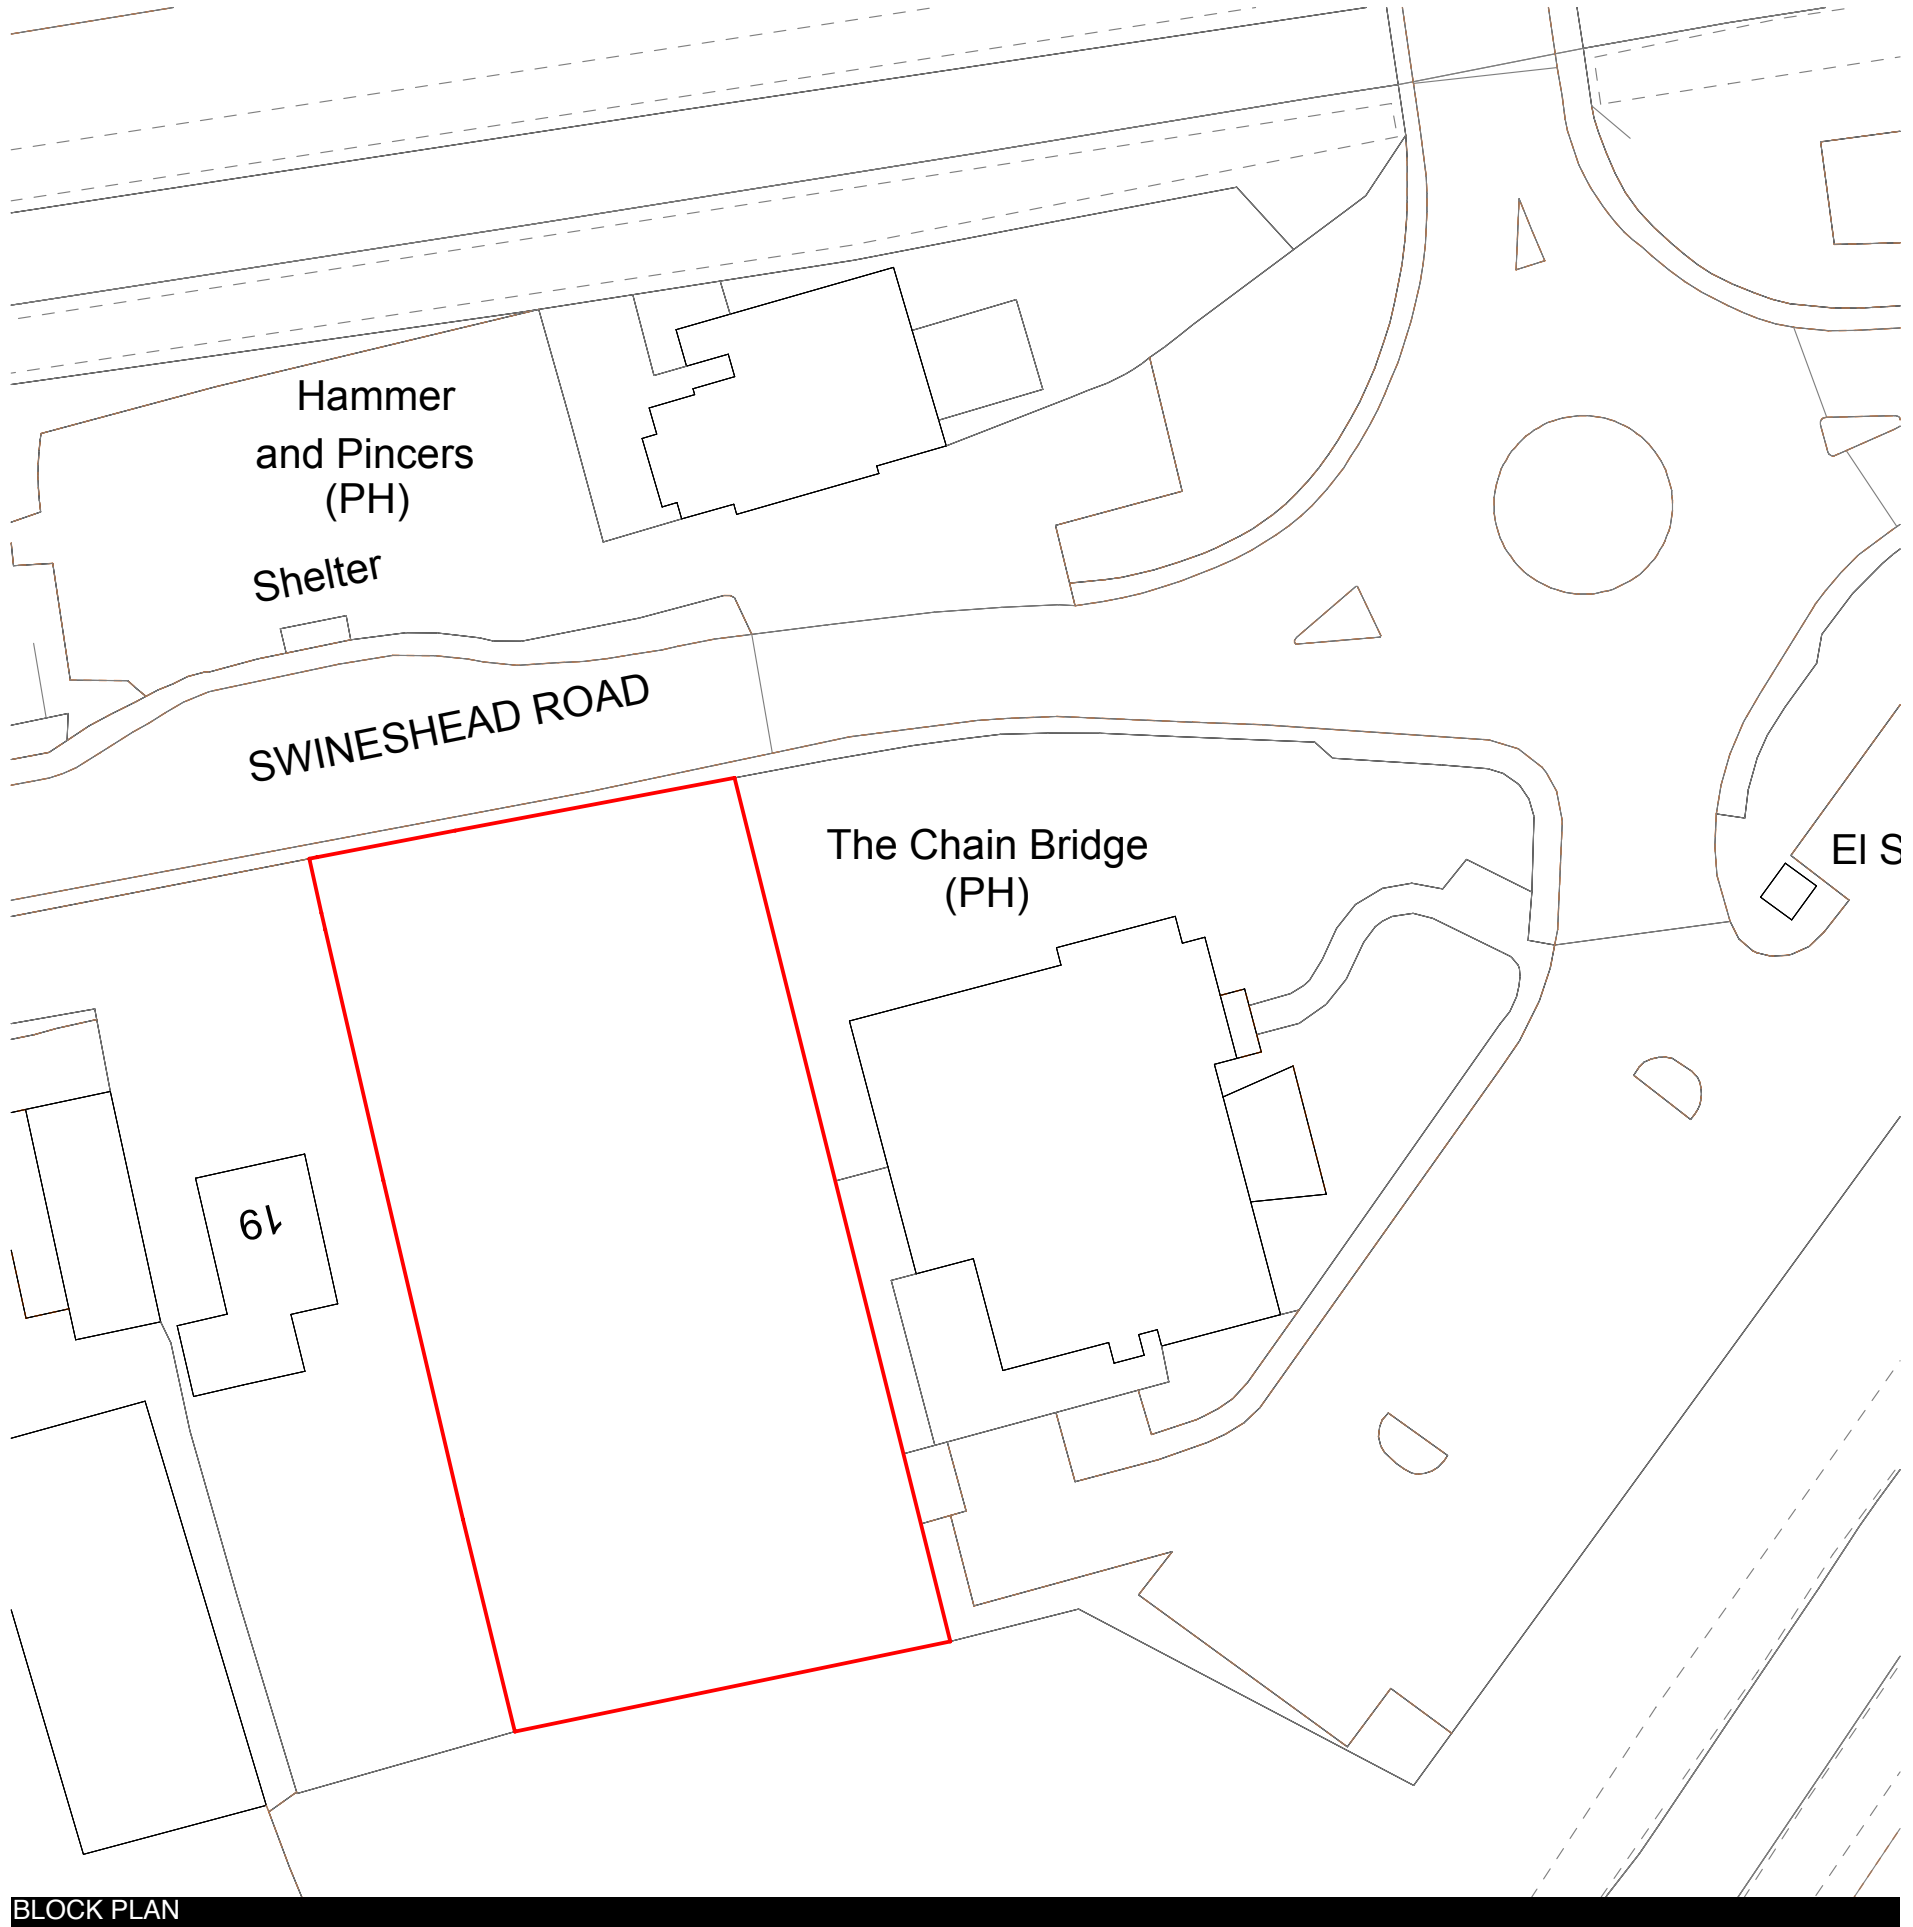 Hammer
and Pincers
(PH)
Shelter
SWINESHEAD ROAD
The Chain Bridge
(PH)
El S
19
BLOCK PLAN